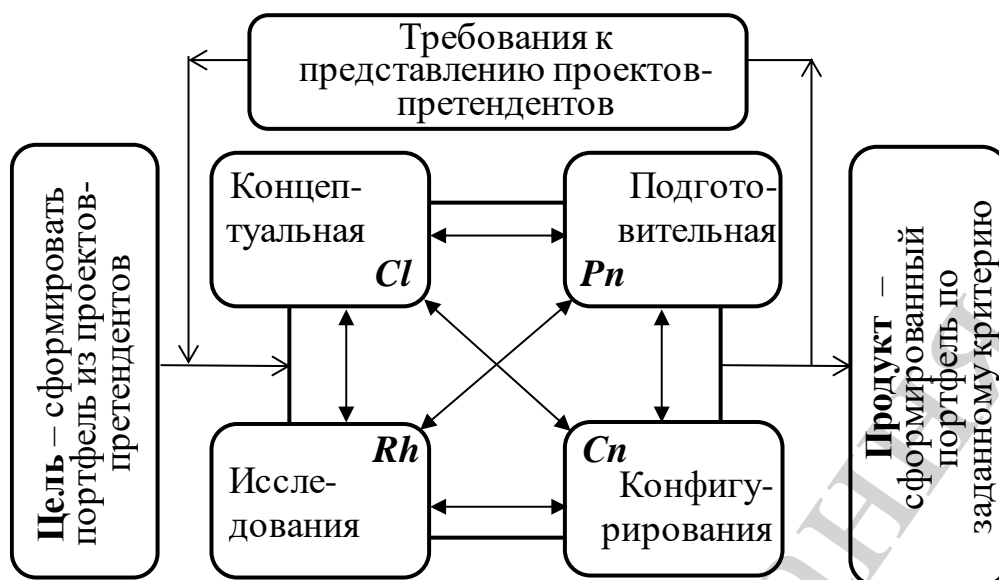 Требования к
представлению проектов-
претендентов
Цель – сформировать
портфель из проектов-
претендентов
Концеп-
туальная
Cl
Подгото-
вительная
Pn
Rh
Иссле-
дования
Cn
Конфигу-
рирования
Продукт –
сформированный
портфель по
заданному критерию